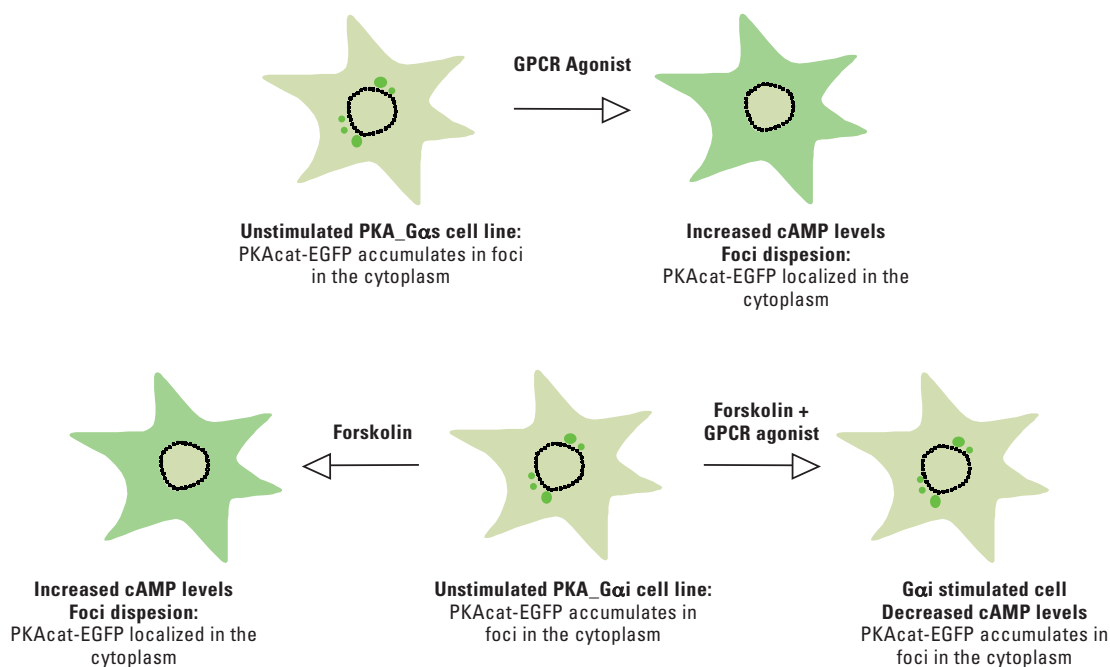 GPCR Agonist
Unstimulated PKA_Gαs cell line:
PKAcat-EGFP accumulates in foci
in the cytoplasm
Increased cAMP levels
Foci dispesion:
PKAcat-EGFP localized in the
cytoplasm
Forskolin
Forskolin +
GPCR agonist
Increased cAMP levels
Foci dispesion:
PKAcat-EGFP localized in the
cytoplasm
Unstimulated PKA_Gαi cell line:
PKAcat-EGFP accumulates in
foci in the cytoplasm
Gαi stimulated cell
Decreased cAMP levels
PKAcat-EGFP accumulates in
foci in the cytoplasm